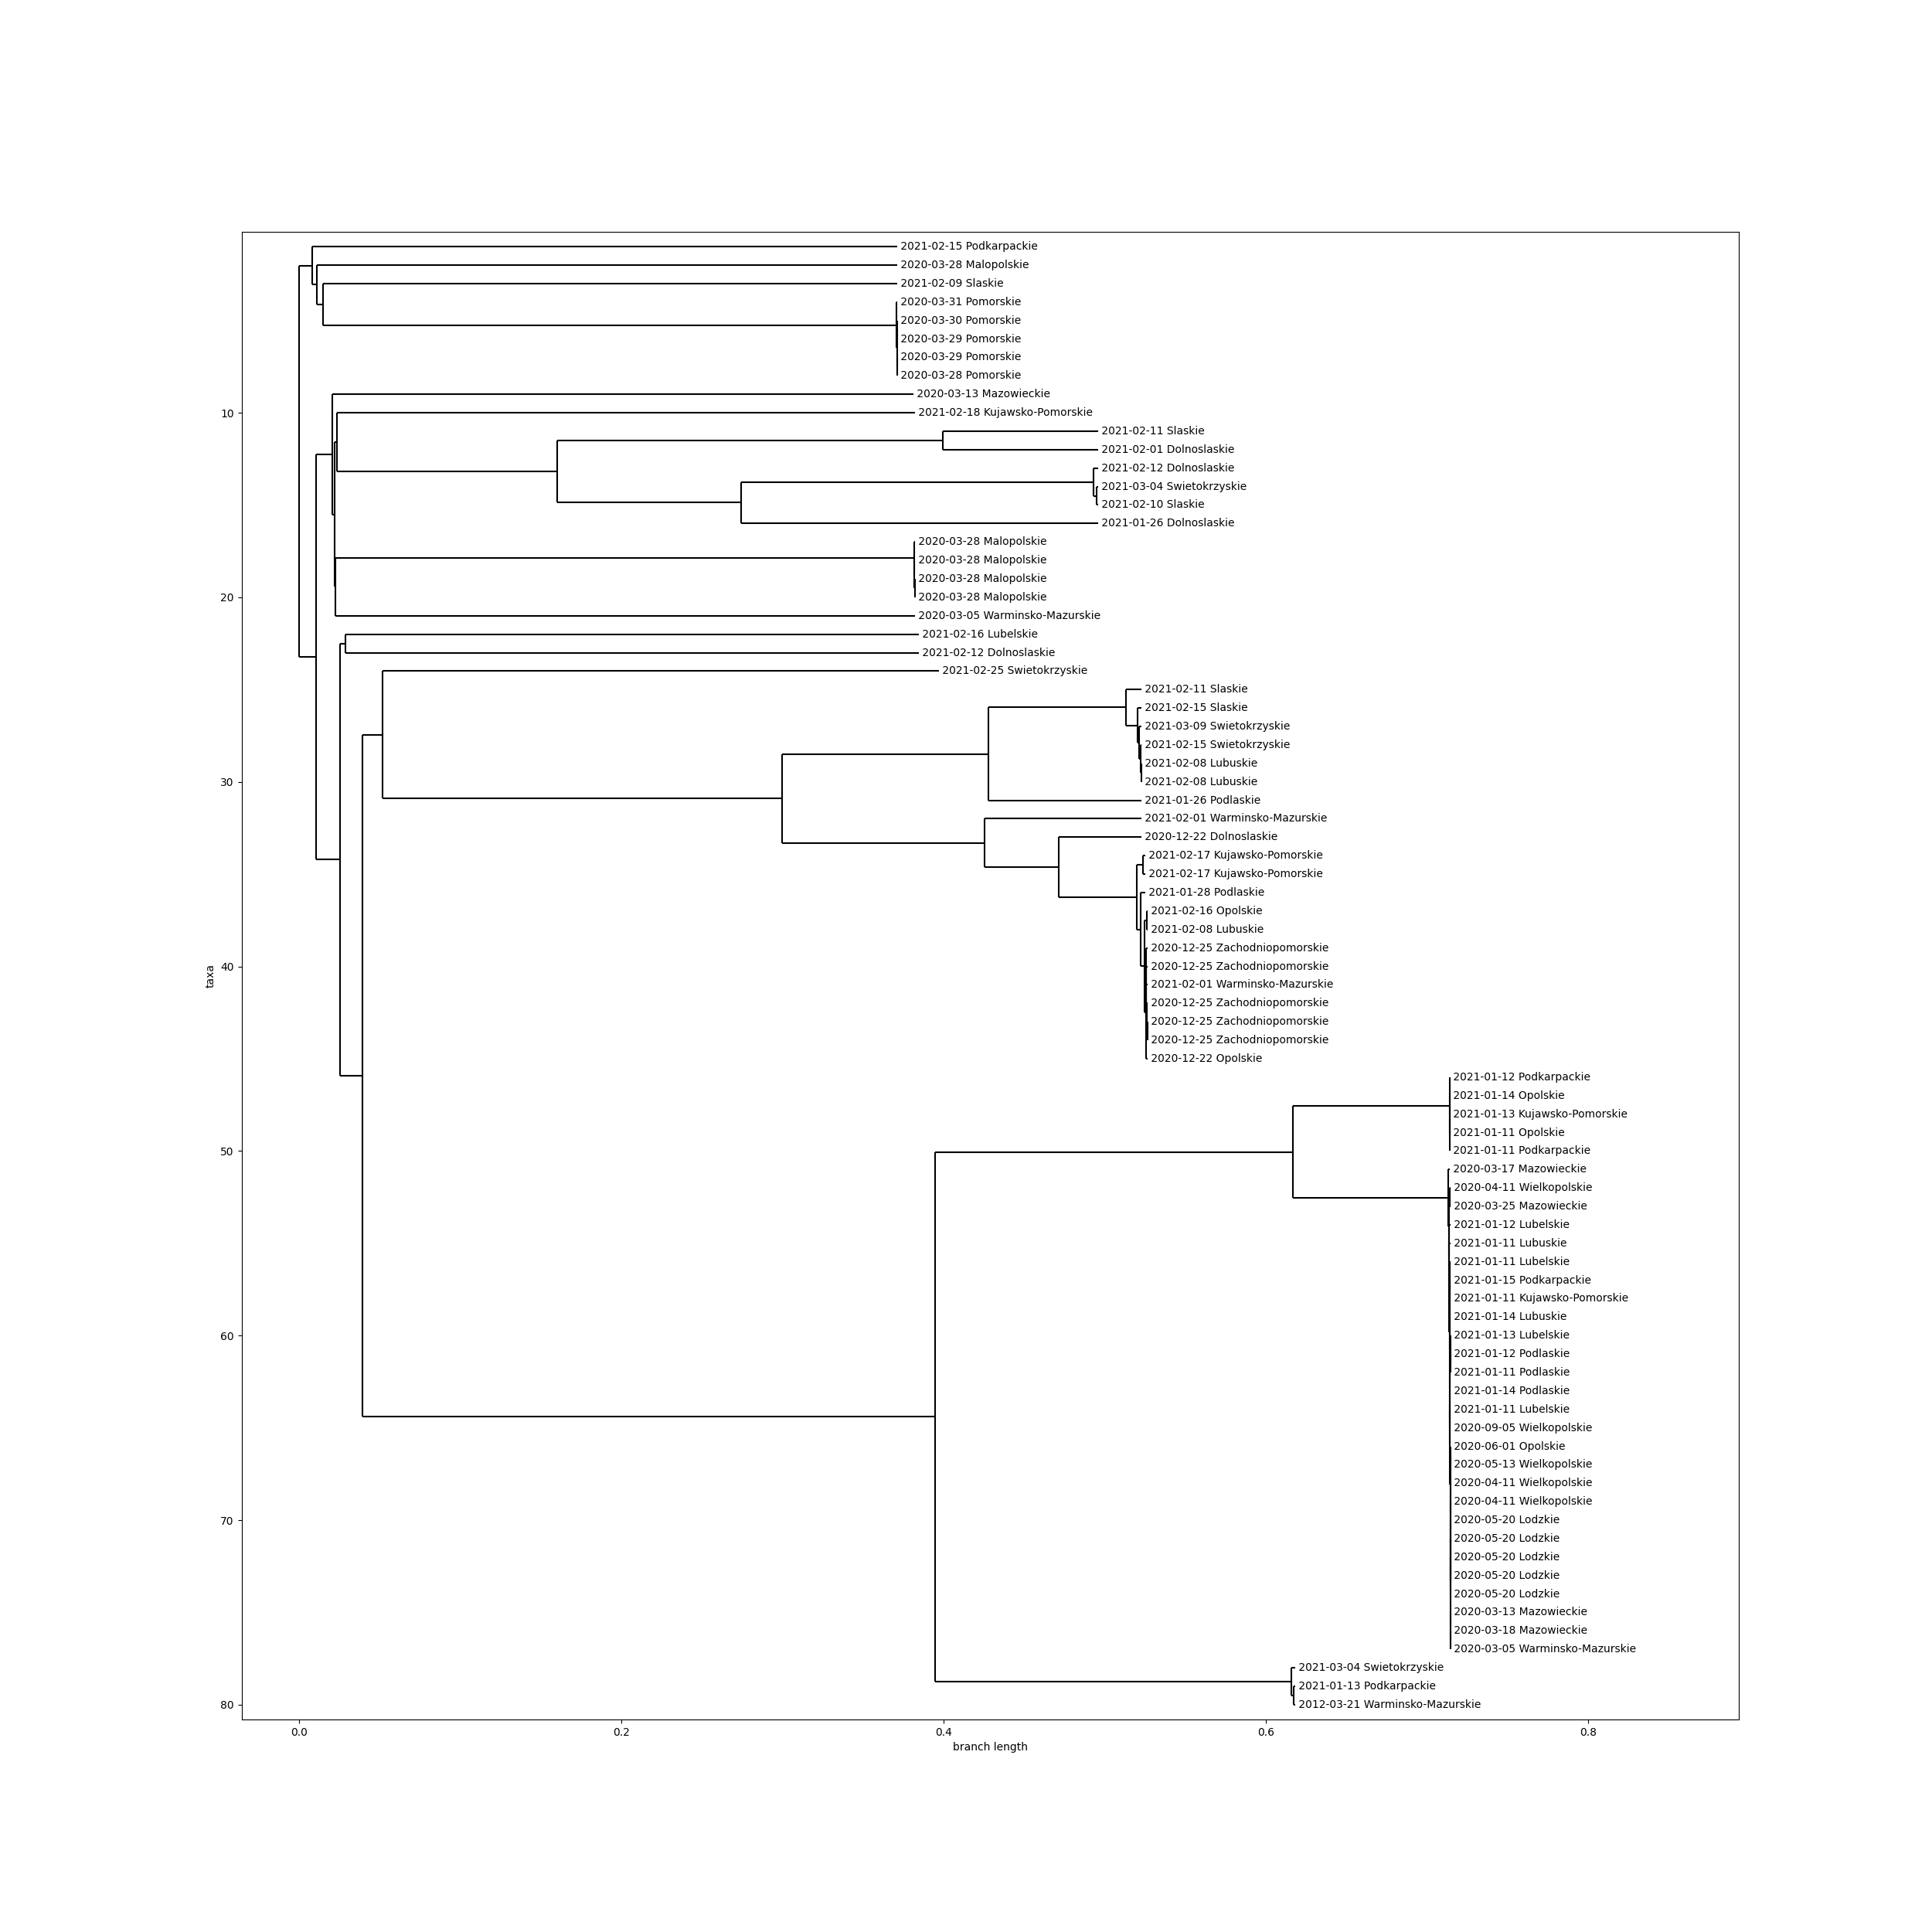 2021-02-15 Podkarpackie
2020-03-28 Malopolskie
2021-02-09 Slaskie
2020-03-31 Pomorskie
2020-03-30 Pomorskie
2020-03-29 Pomorskie
2020-03-29 Pomorskie
2020-03-28 Pomorskie
2020-03-13 Mazowieckie
10 2021-02-18 Kujawsko-Pomorskie
2021-02-11 Slaskie
2021-02-01 Dolnoslaskie
2021-02-12 Dolnoslaskie
2021-03-04 Swietokrzyskie
2021-02-10 Slaskie
2021-01-26 Dolnoslaskie
2020-03-28 Malopolskie
2020-03-28 Malopolskie
2020-03-28 Malopolskie
20 2020-03-28 Malopolskie
2020-03-05 Warminsko-Mazurskie
2021-02-16 Lubelskie
2021-02-12 Dolnoslaskie
2021-02-25 Swietokrzyskie
2021-02-11 Slaskie
2021-02-15 Slaskie
2021-03-09 Swietokrzyskie
2021-02-15 Swietokrzyskie
2021-02-08 Lubuskie
30 2021-02-08 Lubuskie
2021-01-26 Podlaskie
2021-02-01 Warminsko-Mazurskie
2020-12-22 Dolnoslaskie
2021-02-17 Kujawsko-Pomorskie
2021-02-17 Kujawsko-Pomorskie
2021-01-28 Podlaskie
2021-02-16 Opolskie
2021-02-08 Lubuskie
2020-12-25 Zachodniopomorskie
40 2020-12-25 Zachodniopomorskie
taxa
2021-02-01 Warminsko-Mazurskie
2020-12-25 Zachodniopomorskie
2020-12-25 Zachodniopomorskie
2020-12-25 Zachodniopomorskie
2020-12-22 Opolskie
2021-01-12 Podkarpackie
2021-01-14 Opolskie
2021-01-13 Kujawsko-Pomorskie
2021-01-11 Opolskie
50 2021-01-11 Podkarpackie
2020-03-17 Mazowieckie
2020-04-11 Wielkopolskie
2020-03-25 Mazowieckie
2021-01-12 Lubelskie
2021-01-11 Lubuskie
2021-01-11 Lubelskie
2021-01-15 Podkarpackie
2021-01-11 Kujawsko-Pomorskie
2021-01-14 Lubuskie
60 2021-01-13 Lubelskie
2021-01-12 Podlaskie
2021-01-11 Podlaskie
2021-01-14 Podlaskie
2021-01-11 Lubelskie
2020-09-05 Wielkopolskie
2020-06-01 Opolskie
2020-05-13 Wielkopolskie
2020-04-11 Wielkopolskie
2020-04-11 Wielkopolskie
70 2020-05-20 Lodzkie
2020-05-20 Lodzkie
2020-05-20 Lodzkie
2020-05-20 Lodzkie
2020-05-20 Lodzkie
2020-03-13 Mazowieckie
2020-03-18 Mazowieckie
2020-03-05 Warminsko-Mazurskie
2021-03-04 Swietokrzyskie
2021-01-13 Podkarpackie
80 2012-03-21 Warminsko-Mazurskie
0.0 0.2 0.4 0.6 0.8
branch length